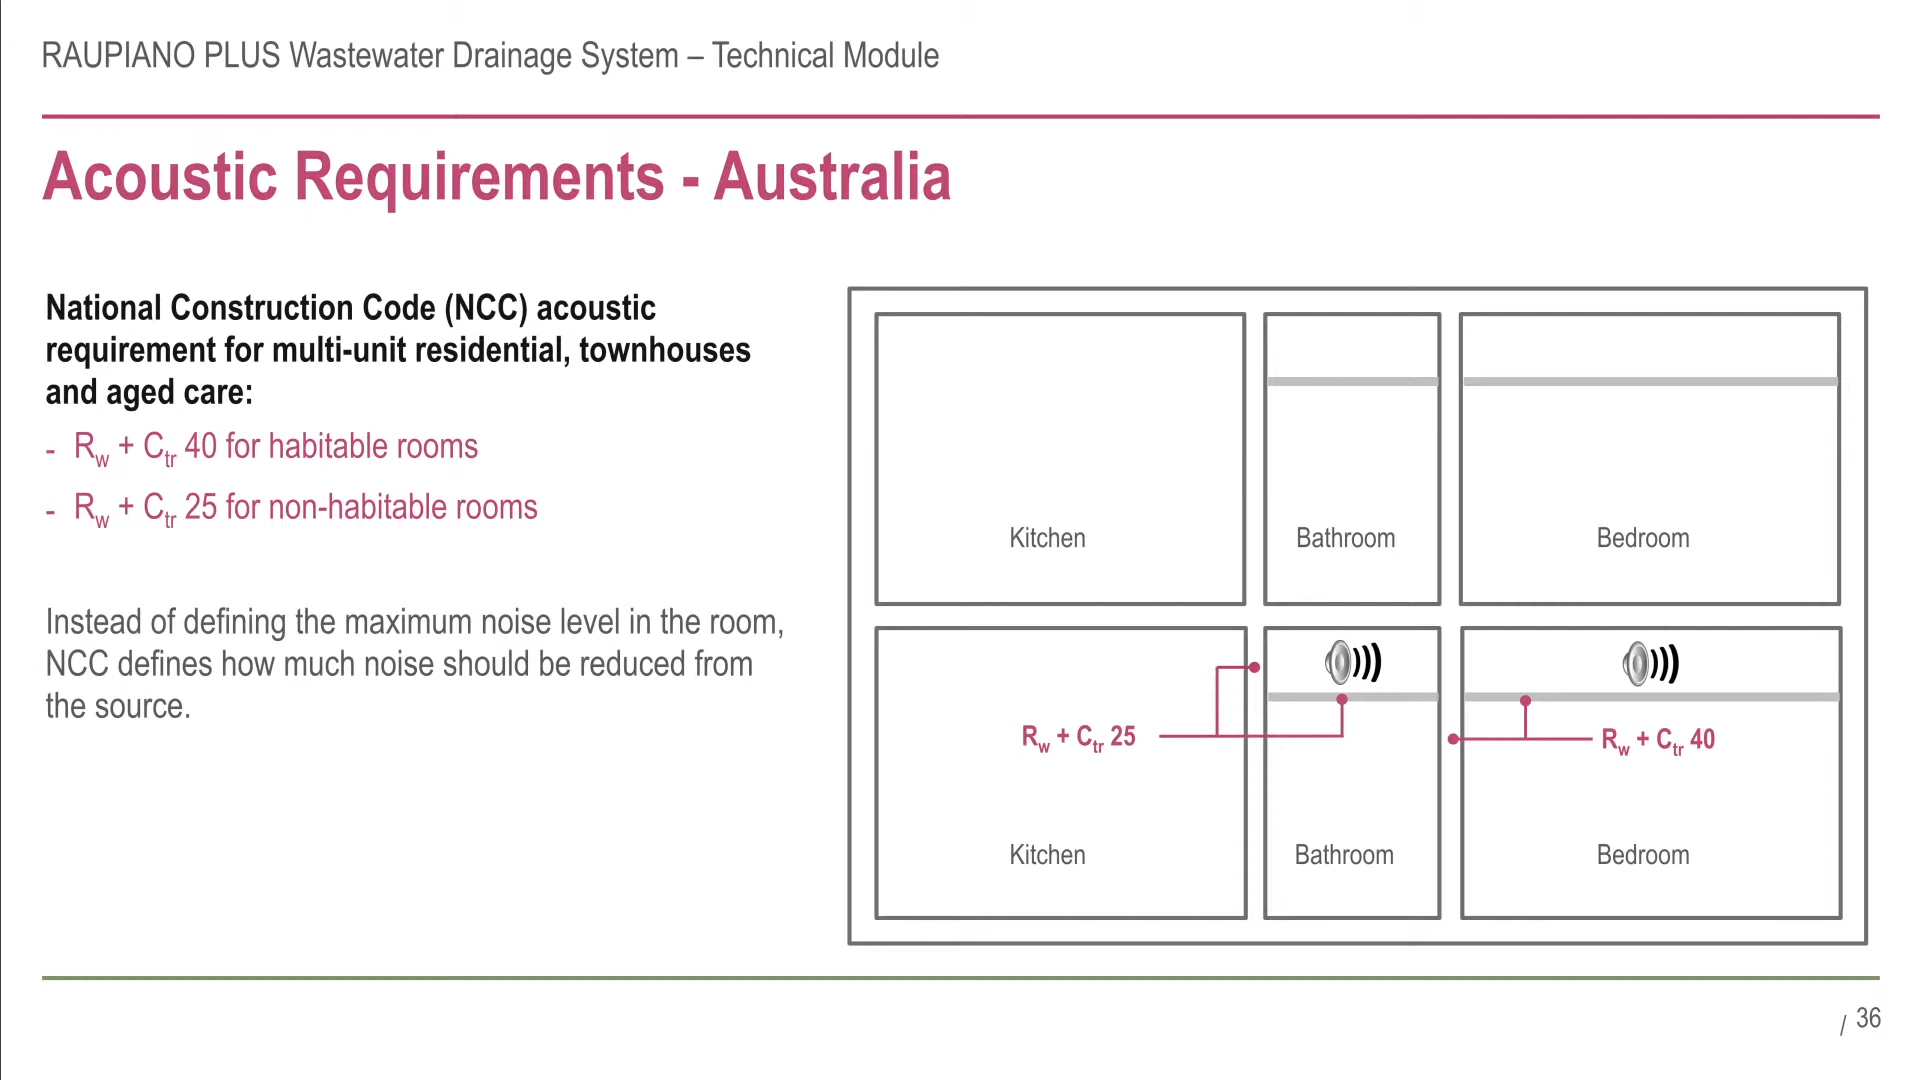 RAUPIANO PLUS Wastewater Drainage System – Technical Module
Acoustic Requirements - Australia
National Construction Code (NCC) acoustic
requirement for multi-unit residential, townhouses
and aged care:
- Rw + Ctr 40 for habitable rooms
- Rw + Ctr 25 for non-habitable rooms
Instead of defining the maximum noise level in the room,
NCC defines how much noise should be reduced from
the source.
Kitchen Bathroom Bedroom
Rw + Ctr 25 Rw + Ctr 40
Kitchen Bathroom Bedroom
/ 36